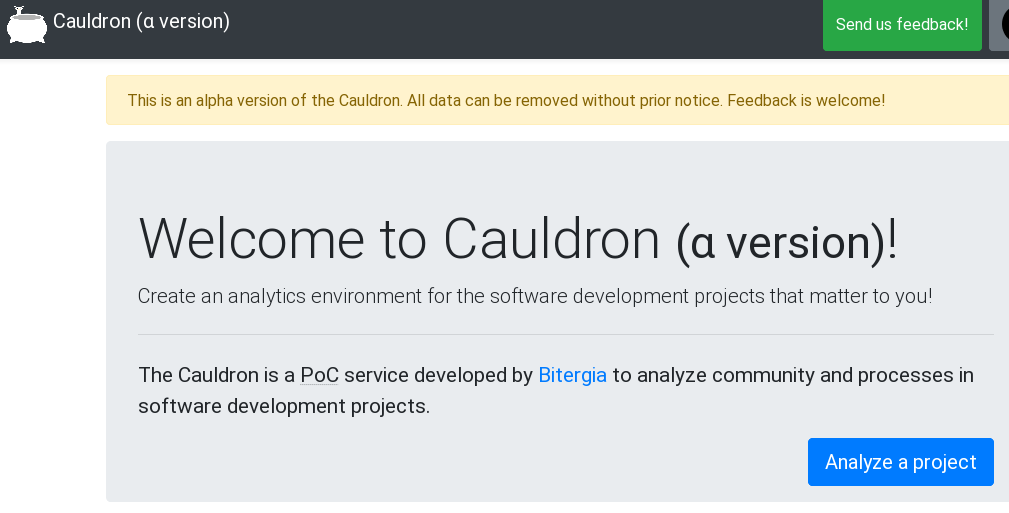 Cauldron (α version)
Send us feedback!
This is an alpha version of the Cauldron. All data can be removed without prior notice. Feedback is welcome!
Welcome to Cauldron (α version)!
Create an analytics environment for the software development projects that matter to you!
The Cauldron is a PoC service developed by Bitergia to analyze community and processes in
software development projects.
Analyze a project